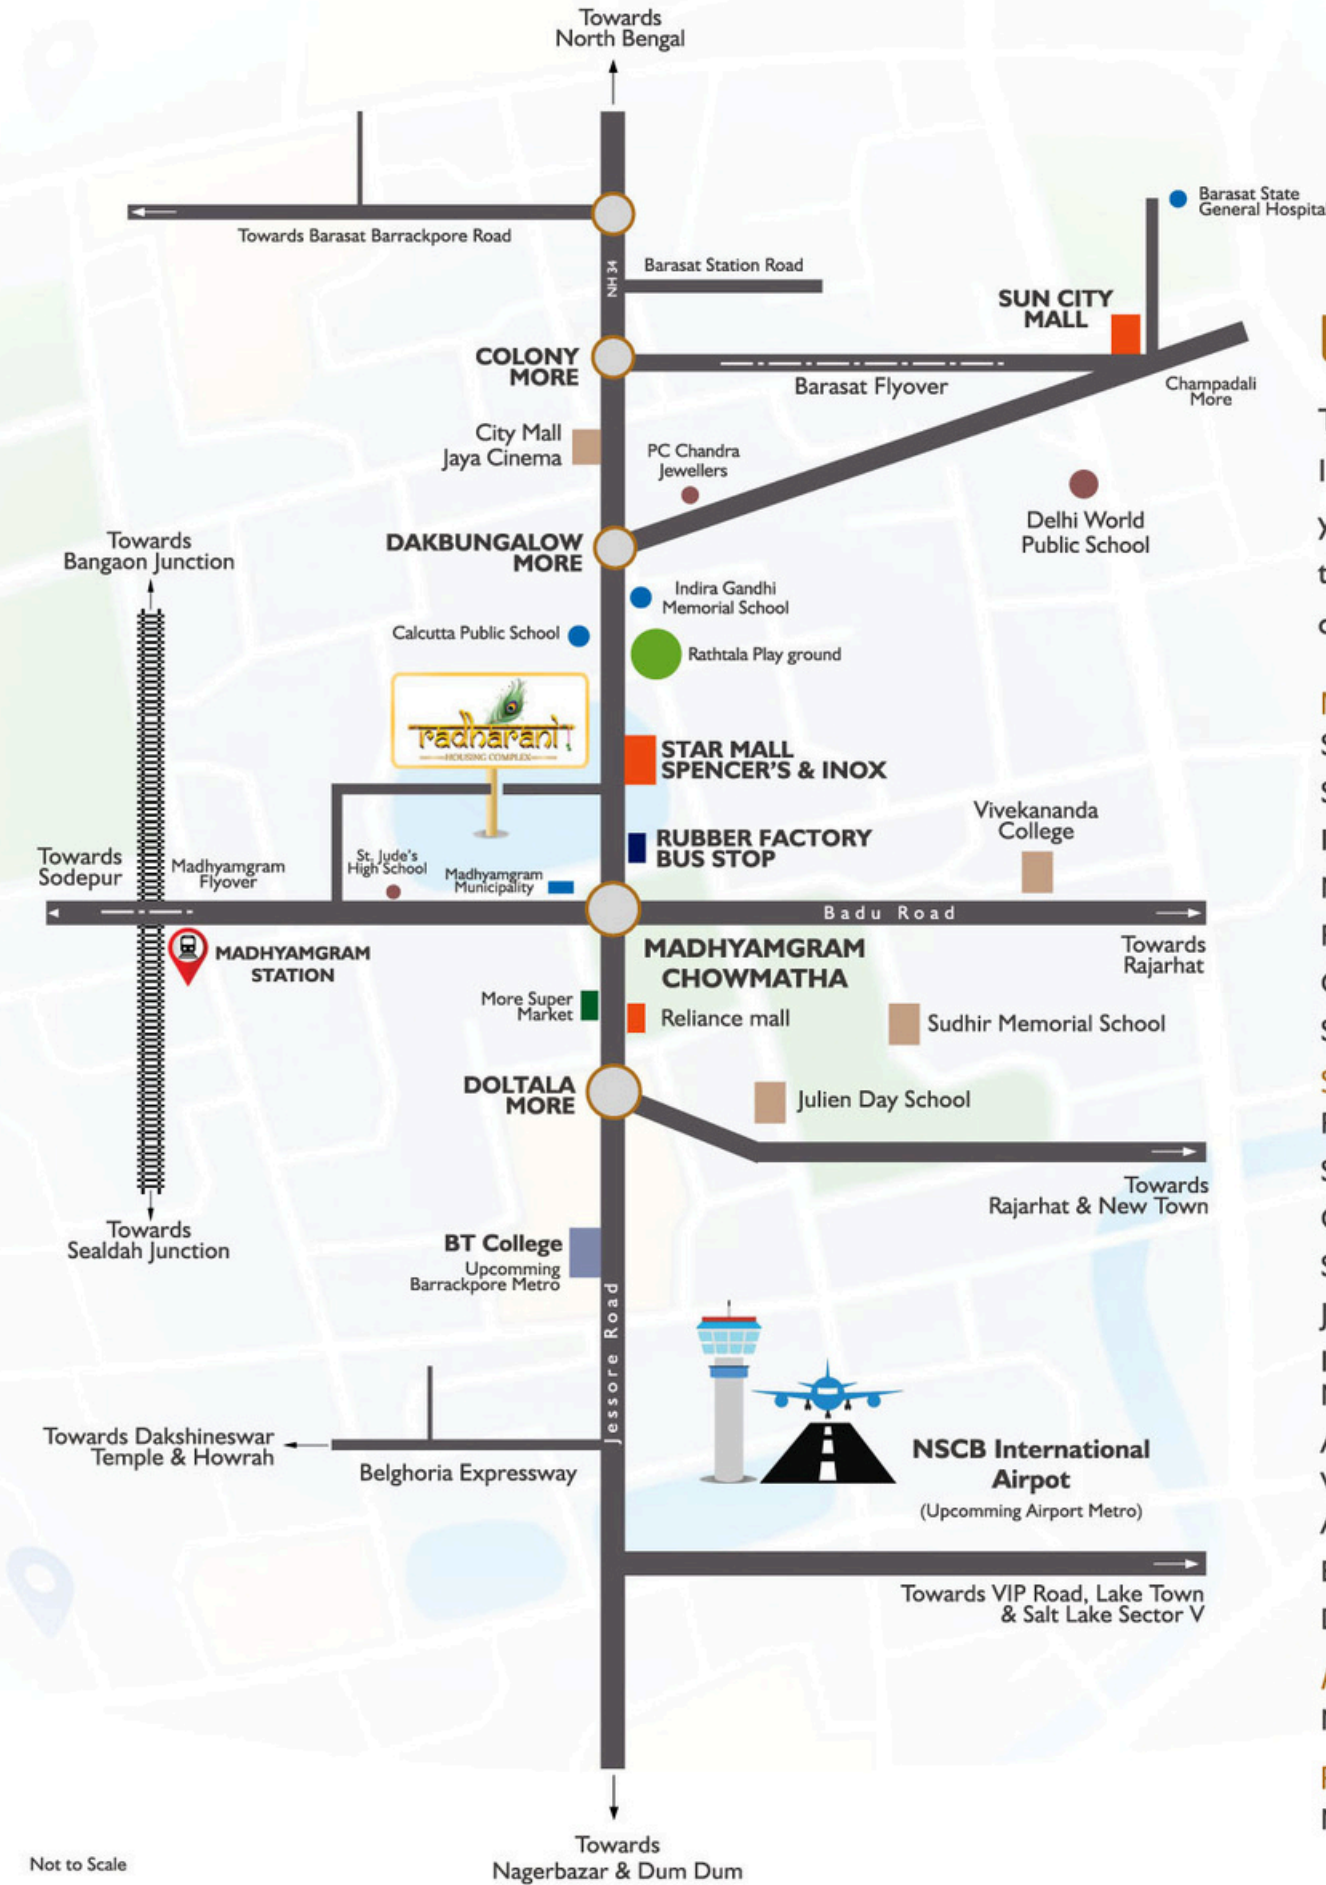 Towards
North Bengal
Barasat State
General Hospita
Towards Barasat Barrackpore Road
NH 34
Barasat Station Road
SUN CITY
MALL
COLONY
MORE
Barasat Flyover
Champadali
More
City Mall
Jaya Cinema
PC Chandra
Jewellers
Delhi World
Public School
DAKBUNGALOW
MORE
Towards
Bangaon Junction
Indira Gandhi
Memorial School
Calcutta Public School
Rathtala Play ground
radharani
HOUSING COMPLEX
STAR MALL
SPENCER'S & INOX
Vivekananda
College
RUBBER FACTORY
BUS STOP
Towards
Sodepur
Madhyamgram
Flyover
St. Jude's
High School
Madhyamgram
Municipality
Badu Road
MADHYAMGRAM
STATION
MADHYAMGRAM
CHOWMATHA
Towards
Rajarhat
More Super
Market
Reliance mall
Sudhir Memorial School
DOLTALA
MORE
Julien Day School
Towards
Rajarhat & New Town
Towards
Sealdah Junction
BT College
Upcomming
Barrackpore Metro
Jessore Road
Towards Dakshineswar
Temple & Howrah
Belghoria Expressway
NSCB International
Airpot
(Upcomming Airport Metro)
Towards VIP Road, Lake Town
& Salt Lake Sector V
Towards
Nagerbazar & Dum Dum
Not to Scale